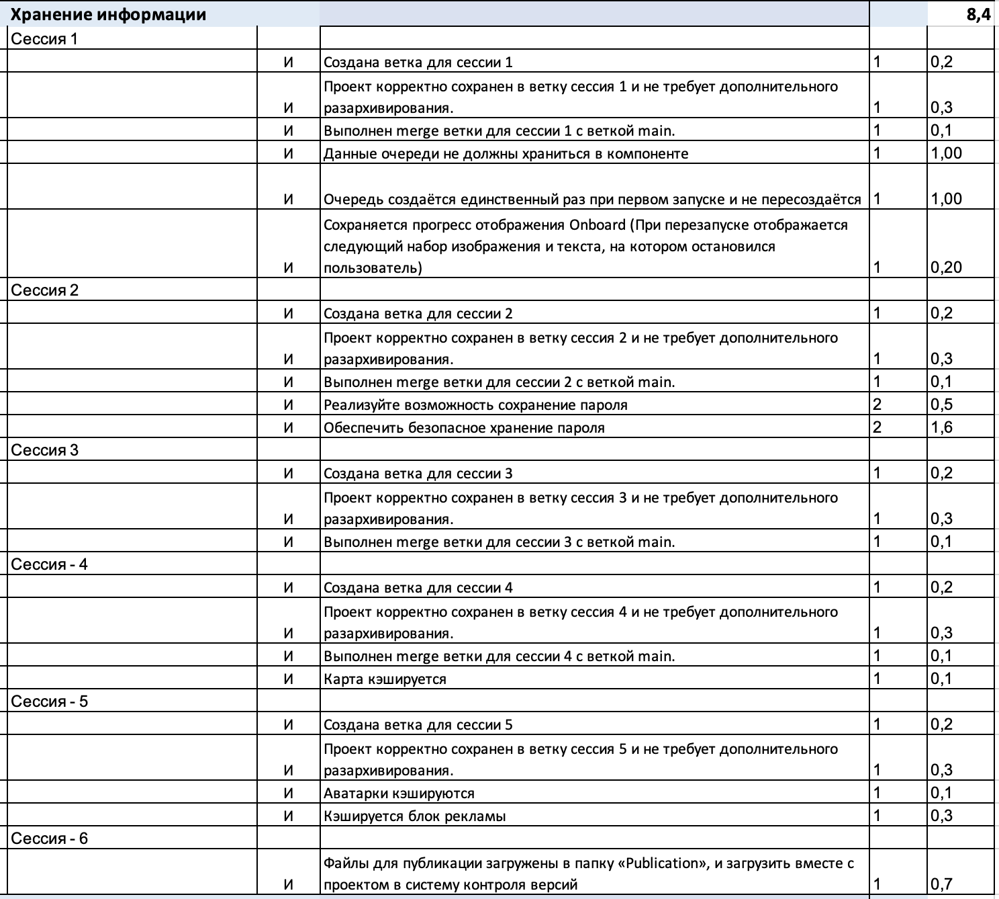 Хранение информации 8,4
Сессия 1
И Создана ветка для сессии 1 1 0,2
Проект корректно сохранен в ветку сессия 1 и не требует дополнительного
И разархивирования. 1 0,3
И Выполнен merge ветки для сессии 1 с веткой main. 1 0,1
И Данные очереди не должны храниться в компоненте 1 1,00
И Очередь создаётся единственный раз при первом запуске и не пересоздаётся 1 1,00
Сохраняется прогресс отображения Onboard (При перезапуске отображается
следующий набор изображения и текста, на котором остановился
И пользователь) 1 0,20
Сессия 2
И Создана ветка для сессии 2 1 0,2
Проект корректно сохранен в ветку сессия 2 и не требует дополнительного
И разархивирования. 1 0,3
И Выполнен merge ветки для сессии 2 с веткой main. 1 0,1
И Реализуйте возможность сохранение пароля 2 0,5
И Обеспечить безопасное хранение пароля 2 1,6
Сессия 3
И Создана ветка для сессии 3 1 0,2
Проект корректно сохранен в ветку сессия 3 и не требует дополнительного
И разархивирования. 1 0,3
И Выполнен merge ветки для сессии 3 с веткой main. 1 0,1
Сессия - 4
И Создана ветка для сессии 4 1 0,2
Проект корректно сохранен в ветку сессия 4 и не требует дополнительного
И разархивирования. 1 0,3
И Выполнен merge ветки для сессии 4 с веткой main. 1 0,1
И Карта кэшируется 1 0,1
Сессия - 5
И Создана ветка для сессии 5 1 0,2
Проект корректно сохранен в ветку сессия 5 и не требует дополнительного
И разархивирования. 1 0,3
И Аватарки кэшируются 1 0,1
И Кэшируется блок рекламы 1 0,3
Сессия - 6
Файлы для публикации загружены в папку «Publication», и загрузить вместе с
И проектом в систему контроля версий 1 0,7